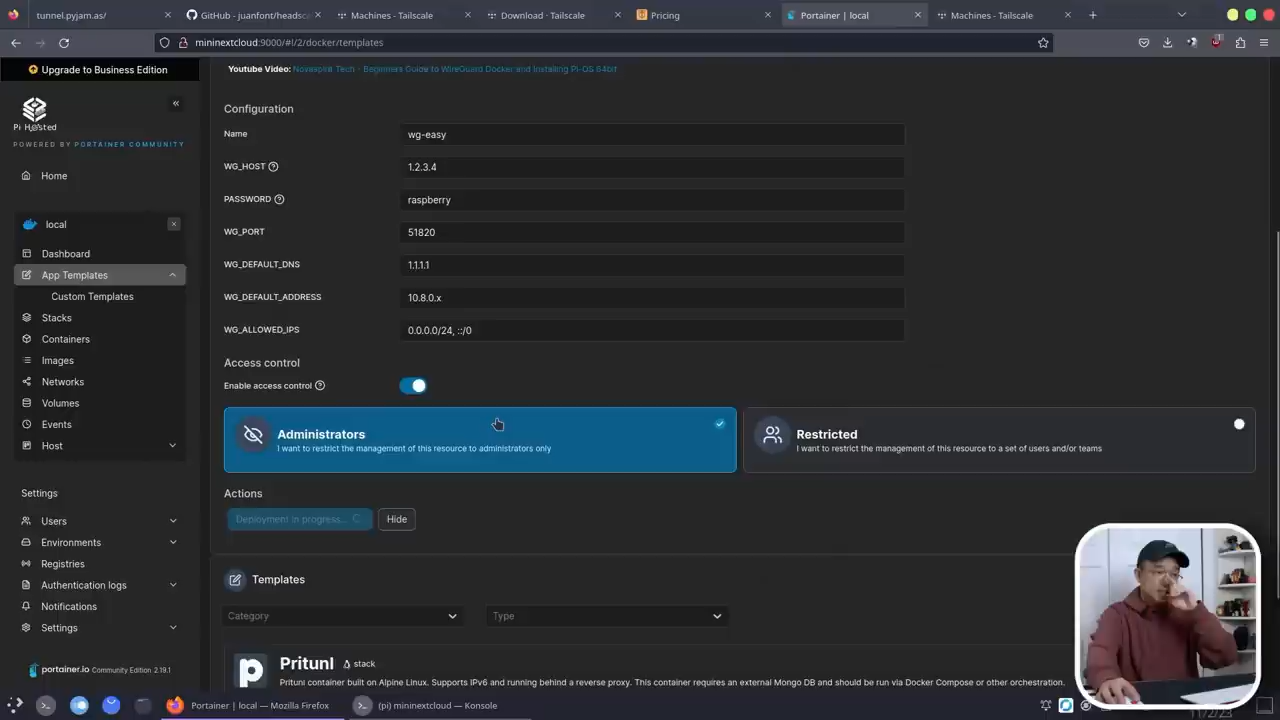 tunnel.pyjam.as/
GitHub - juanfont/headsca
Machines - Tailscale
Download · Tailscale
Pricing
Portainer | local
Machines - Tailscale
mininextcloud:9000/#!/2/docker/templates
Upgrade to Business Edition
Pi Hosted
POWERED BY PORTAINER COMMUNITY
Home
local
Dashboard
App Templates
Custom Templates
Stacks
Containers
Images
Networks
Volumes
Events
Host
Settings
Users
Environments
Registries
Authentication logs
Notifications
Settings
portainer.io Community Edition 2.19.1
Youtube Video: Novaspirit Tech - Beginners Guide to WireGuard Docker and Installing Pi-OS 64bit
Configuration
Name wg-easy
WG_HOST 1.2.3.4
PASSWORD raspberry
WG_PORT 51820
WG_DEFAULT_DNS 1.1.1.1
WG_DEFAULT_ADDRESS 10.8.0.x
WG_ALLOWED_IPS 0.0.0.0/24, ::/0
Access control
Enable access control
Administrators
I want to restrict the management of this resource to administrators only
Restricted
I want to restrict the management of this resource to a set of users and/or teams
Actions
Deployment in progress...
Hide
Templates
Category
Type
Pritunl stack
Pritunl container built on Alpine Linux. Supports IPv6 and running behind a reverse proxy. This container requires an external Mongo DB and should be run via Docker Compose or other orchestration.
Portainer | local — Mozilla Firefox
(pi) mininextcloud — Konsole
11/2/23